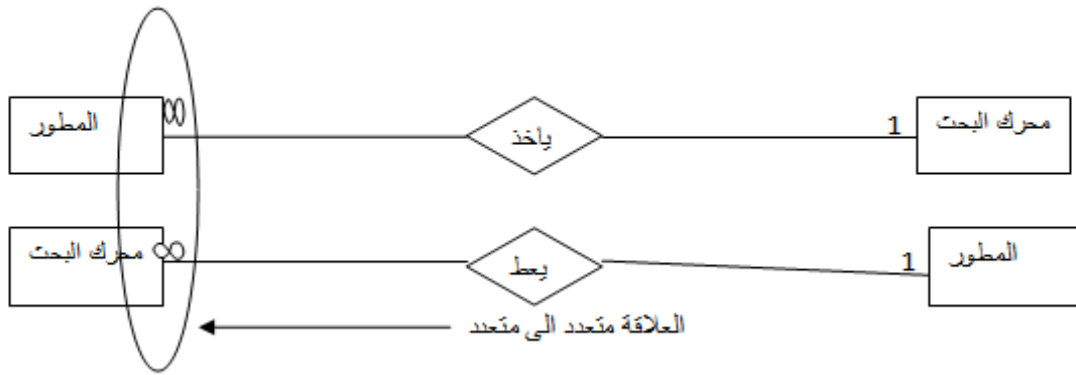 محرك البحث 1 ياخذ ∞ المطور
المطور 1 يعط ∞ محرك البحث
العلاقة متعدد الى متعدد